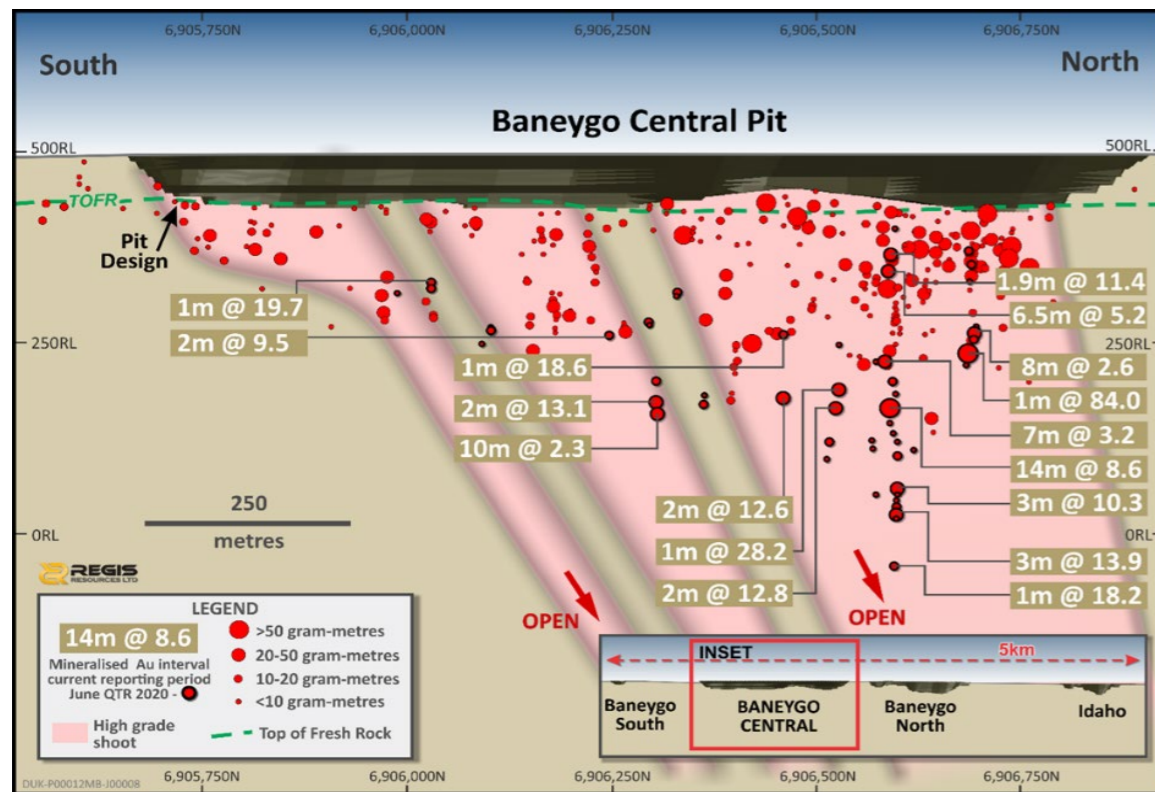 6,905,750N 6,906,000N 6,906,250N 6,906,500N 6,906,750N
South North
Baneygo Central Pit
500RL 500RL
TOFR
Pit
Design
1m @ 19.7
2m @ 9.5
250RL 250RL
1m @ 18.6
2m @ 13.1
10m @ 2.3
1.9m @ 11.4
6.5m @ 5.2
8m @ 2.6
1m @ 84.0
7m @ 3.2
14m @ 8.6
3m @ 10.3
3m @ 13.9
1m @ 18.2
2m @ 12.6
1m @ 28.2
2m @ 12.8
0RL 0RL
250
metres
REGIS
RESOURCES LTD
OPEN OPEN
LEGEND
14m @ 8.6
Mineralised Au interval
current reporting period
June QTR 2020 -
>50 gram-metres
20-50 gram-metres
10-20 gram-metres
<10 gram-metres
High grade
shoot
Top of Fresh Rock
INSET 5km
Baneygo
South
BANEYGO
CENTRAL
Baneygo
North
Idaho
DUK-P00012MB-J00008
6,905,750N 6,906,000N 6,906,250N 6,906,500N 6,906,750N